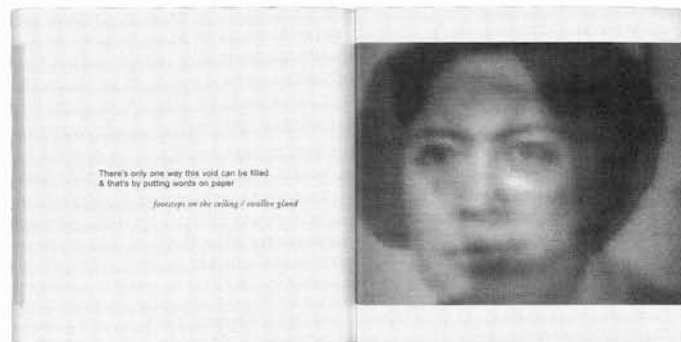 There's only one way this void can be filled
& that's by putting words on paper
footsteps on the ceiling / swollen gland